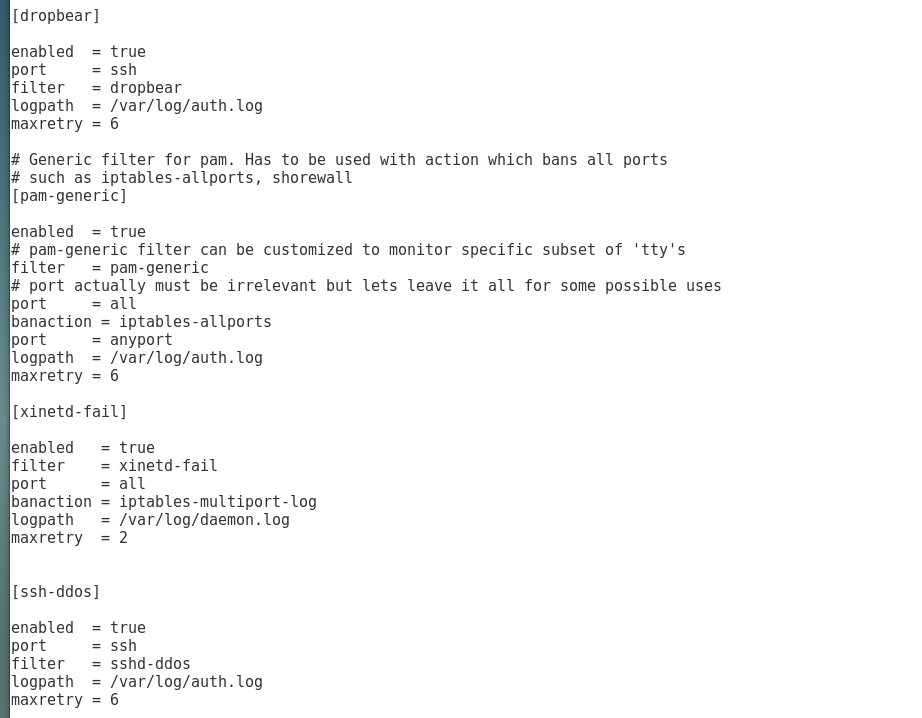 [dropbear]
enabled  = true
port     = ssh
filter   = dropbear
logpath  = /var/log/auth.log
maxretry = 6
# Generic filter for pam. Has to be used with action which bans all ports
# such as iptables-allports, shorewall
[pam-generic]
enabled  = true
# pam-generic filter can be customized to monitor specific subset of 'tty's
filter   = pam-generic
# port actually must be irrelevant but lets leave it all for some possible uses
port     = all
banaction = iptables-allports
port     = anyport
logpath  = /var/log/auth.log
maxretry = 6
[xinetd-fail]
enabled   = true
filter    = xinetd-fail
port      = all
banaction = iptables-multiport-log
logpath   = /var/log/daemon.log
maxretry  = 2
[ssh-ddos]
enabled  = true
port     = ssh
filter   = sshd-ddos
logpath  = /var/log/auth.log
maxretry = 6